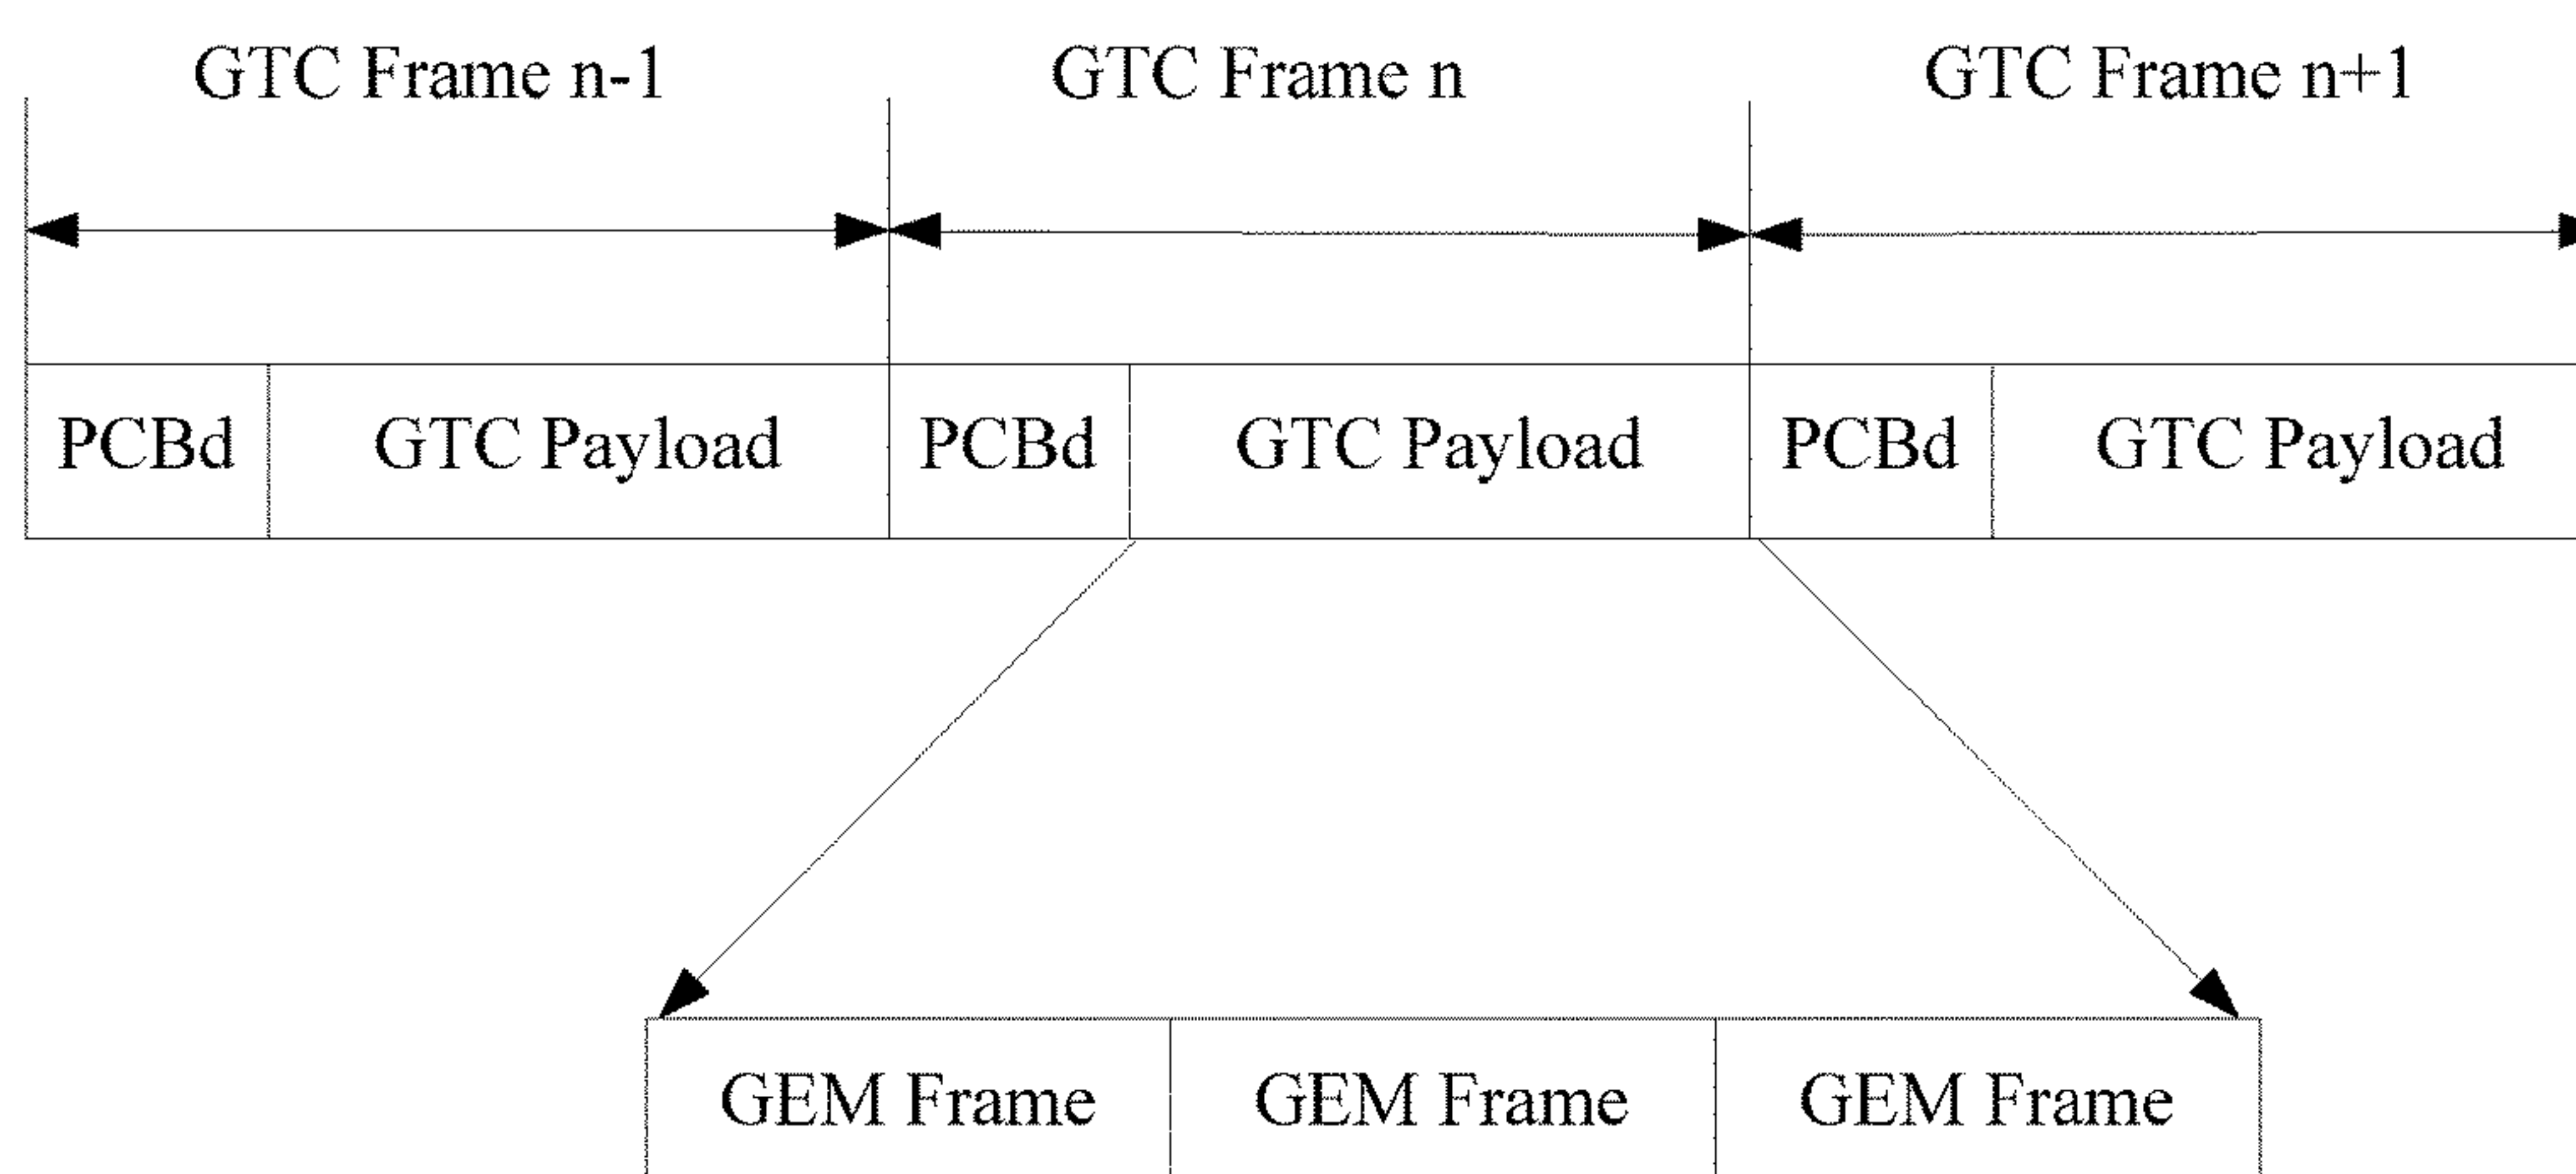 GTC Frame n-1 GTC Frame n GTC Frame n+1
PCBd GTC Payload PCBd GTC Payload PCBd GTC Payload
GEM Frame GEM Frame GEM Frame